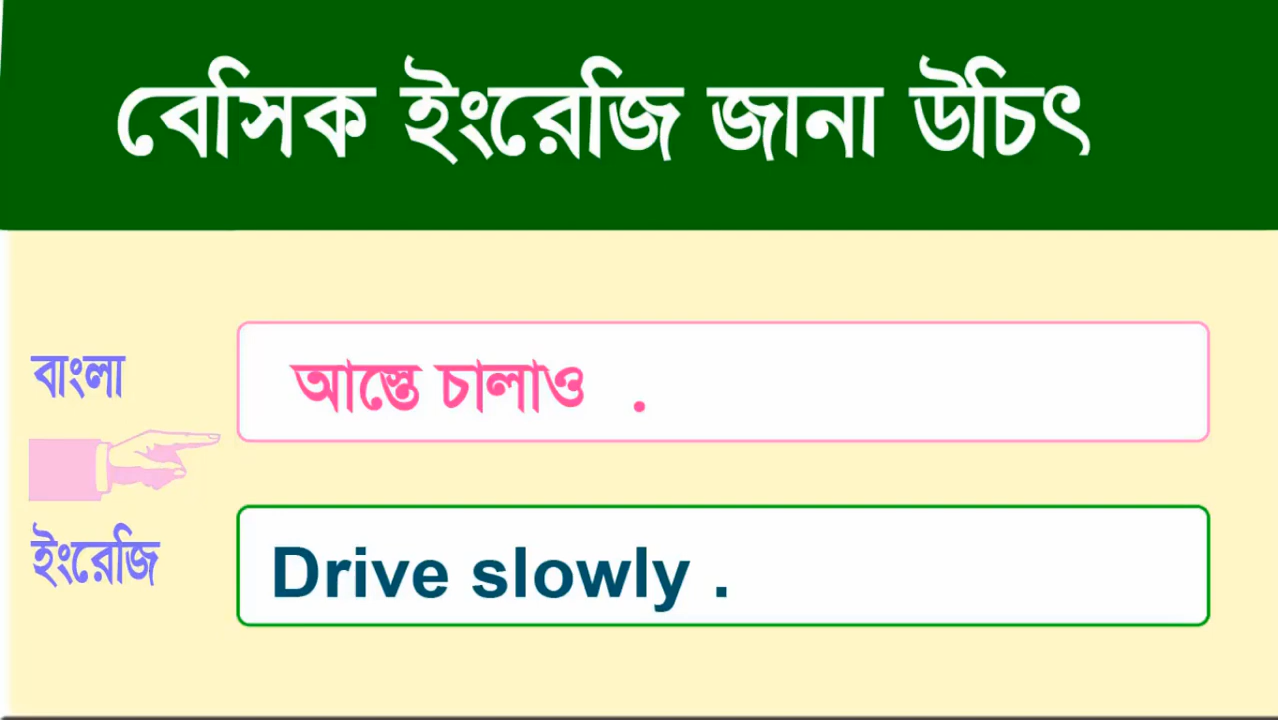 বেসিক ইংরেজি জানা উচিৎ
বাংলা
আস্তে চালাও .
ইংরেজি
Drive slowly .